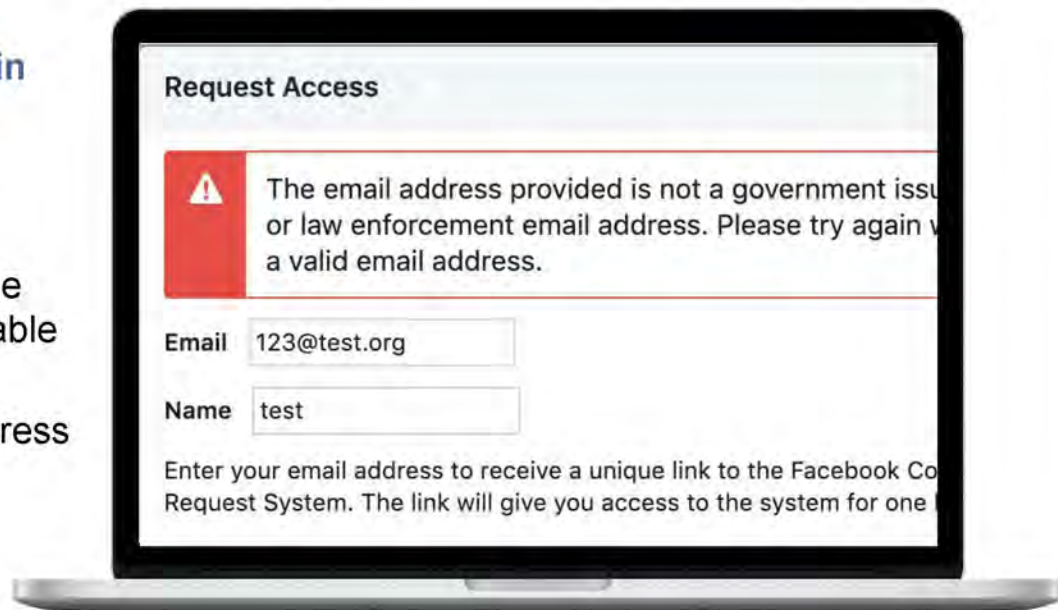 in
Request Access
The email address provided is not a government issu
or law enforcement email address. Please try again
a valid email address.
e
able
Email 123@test.org
ress
Name test
Enter your email address to receive a unique link to the Facebook Co
Request System. The link will give you access to the system for one